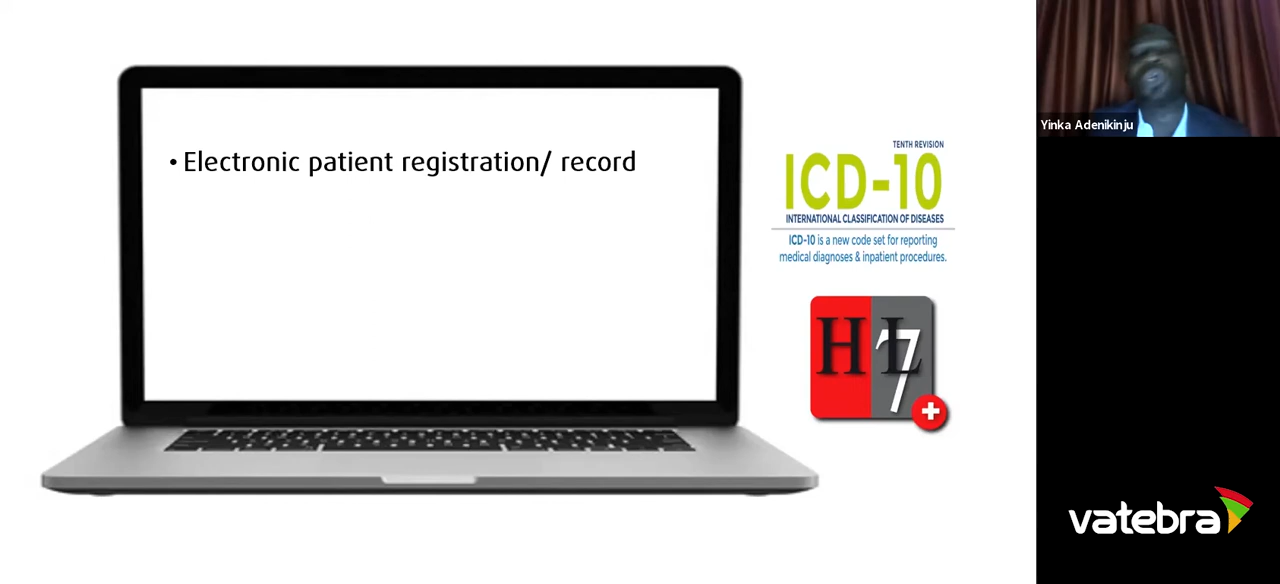 • Electronic patient registration/ record
TENTH REVISION
ICD-10
INTERNATIONAL CLASSIFICATION OF DISEASES
ICD-10 is a new code set for reporting
medical diagnoses & inpatient procedures.
HL7
Yinka Adenikinju
vatebra